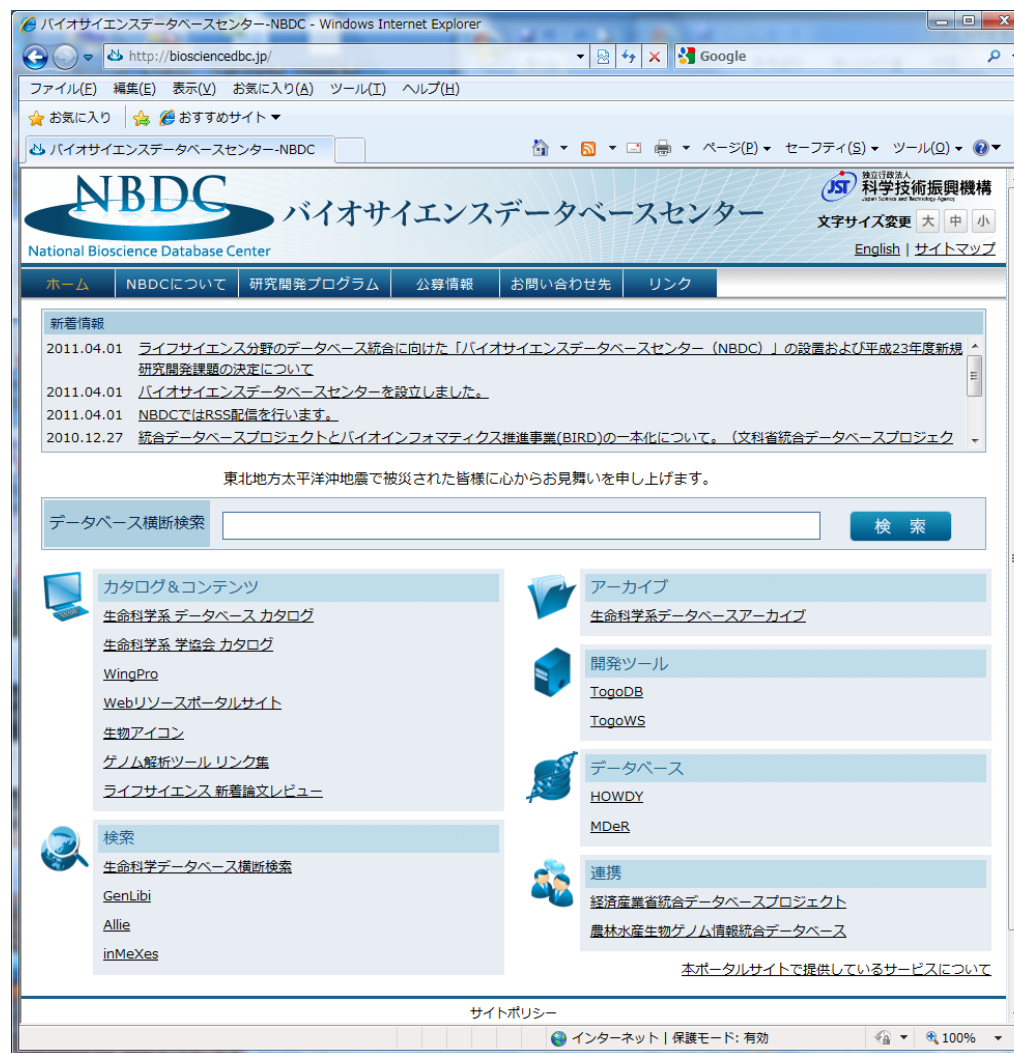 バイオサイエンスデータベースセンター-NBDC - Windows Internet Explorer
http://biosciencedbc.jp/
Google
ファイル(F) 編集(E) 表示(V) お気に入り(A) ツール(T) ヘルプ(H)
お気に入り おすすめサイト
バイオサイエンスデータベースセンター-NBDC ページ(P) セーフティ(S) ツール(O)
NBDC
National Bioscience Database Center
バイオサイエンスデータベースセンター
JST 独立行政法人
科学技術振興機構
Japan Science and Technology Agency
文字サイズ変更 大 中 小
English | サイトマップ
ホーム NBDCについて 研究開発プログラム 公募情報 お問い合わせ先 リンク
新着情報
2011.04.01 ライフサイエンス分野のデータベース統合に向けた「バイオサイエンスデータベースセンター（NBDC）」の設置および平成23年度新規
研究開発課題の決定について
2011.04.01 バイオサイエンスデータベースセンターを設立しました。
2011.04.01 NBDCではRSS配信を行います。
2010.12.27 統合データベースプロジェクトとバイオインフォマティクス推進事業(BIRD)の一本化について。（文科省統合データベースプロジェク
東北地方太平洋沖地震で被災された皆様に心からお見舞いを申し上げます。
データベース横断検索 検 索
カタログ＆コンテンツ
生命科学系 データベース カタログ
生命科学系 学協会 カタログ
WingPro
Webリソースポータルサイト
生物アイコン
ゲノム解析ツール リンク集
ライフサイエンス 新着論文レビュー
検索
生命科学データベース横断検索
GenLibi
Allie
inMeXes
アーカイブ
生命科学系データベースアーカイブ
開発ツール
TogoDB
TogoWS
データベース
HOWDY
MDeR
連携
経済産業省統合データベースプロジェクト
農林水産生物ゲノム情報統合データベース
本ポータルサイトで提供しているサービスについて
サイトポリシー
インターネット | 保護モード: 有効 100%